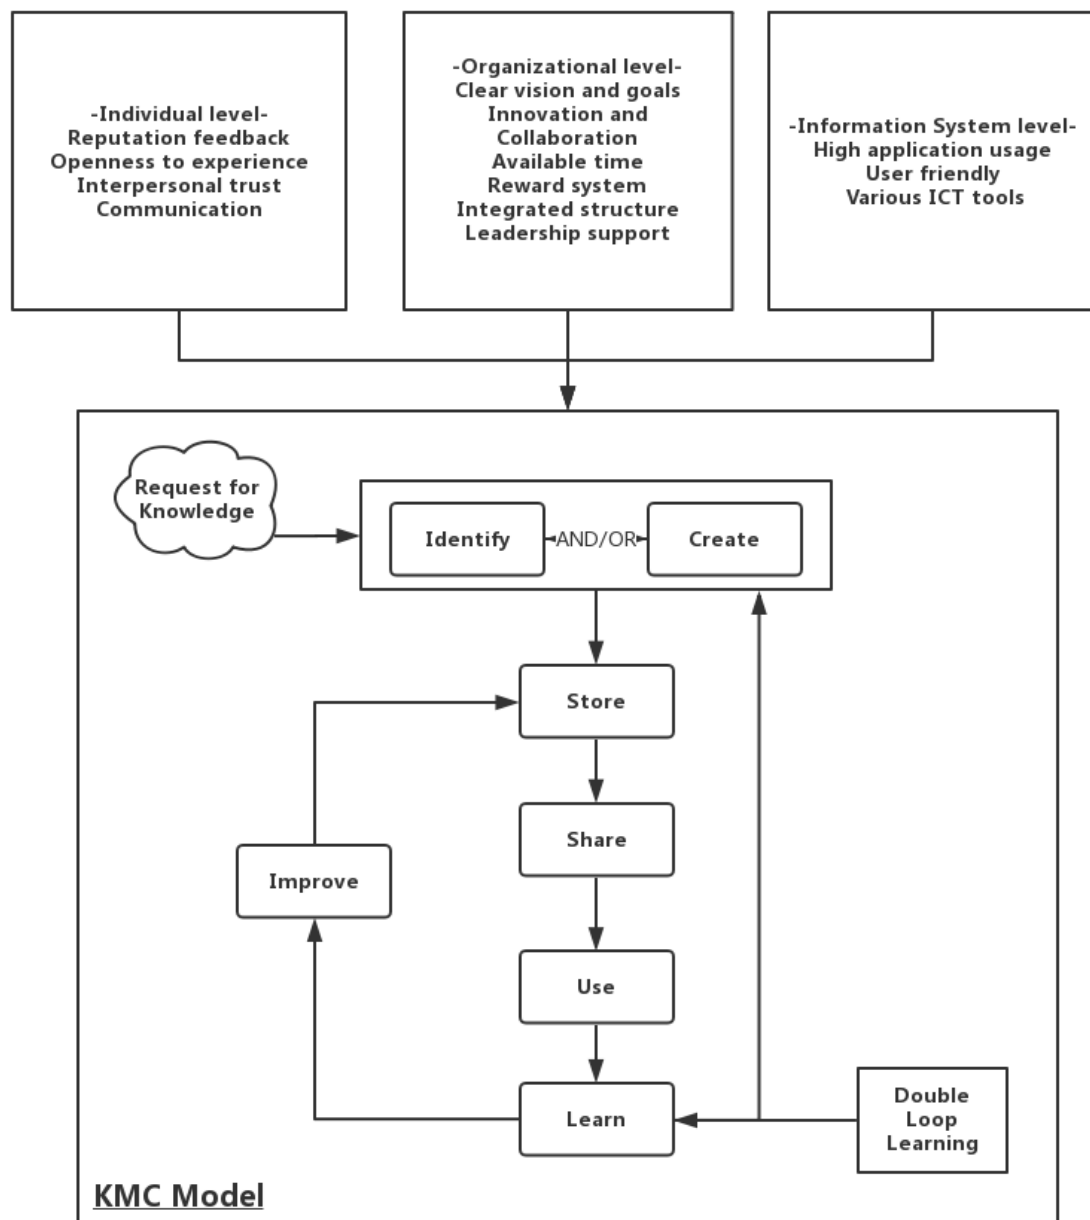 -Individual level-
Reputation feedback
Openness to experience
Interpersonal trust
Communication
-Organizational level-
Clear vision and goals
Innovation and
Collaboration
Available time
Reward system
Integrated structure
Leadership support
-Information System level-
High application usage
User friendly
Various ICT tools
Request for
Knowledge
Identify
AND/OR
Create
Store
Share
Improve
Use
Learn
Double
Loop
Learning
KMC Model